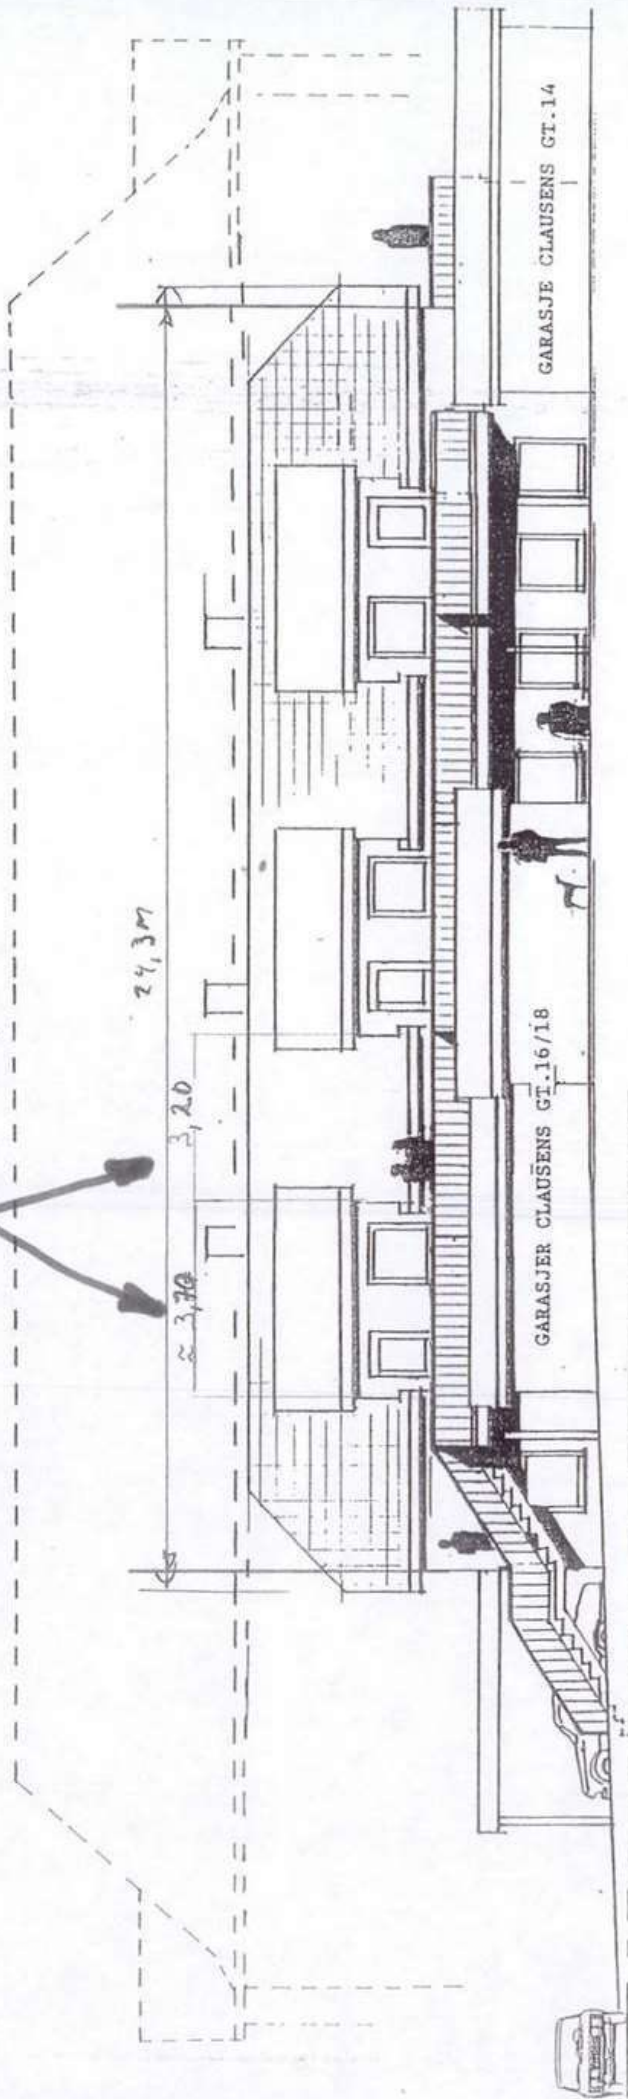 24,3M
≈ 3,70
3,20
GARASJER CLAUSENS GT.16/18
GARASJE CLAUSENS GT.14